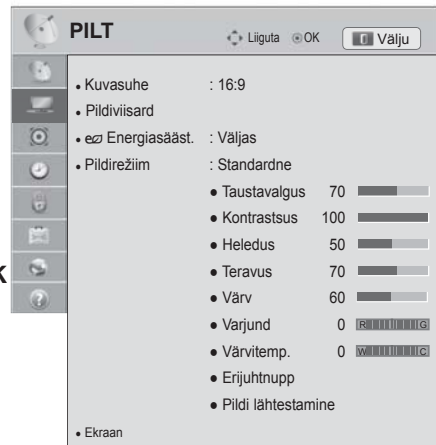 PILT Liiguta OK Välju
• Kuvasuhe : 16:9
• Pildiviisard
• Energiasääst. : Väljas
• Pildirežiim : Standardne
● Taustavalgus 70
● Kontrastsus 100
● Heledus 50
● Teravus 70
● Värv 60
● Varjund 0 R G
● Värvitemp. 0 W C
● Erijuhtnupp
● Pildi lähtestamine
• Ekraan
K